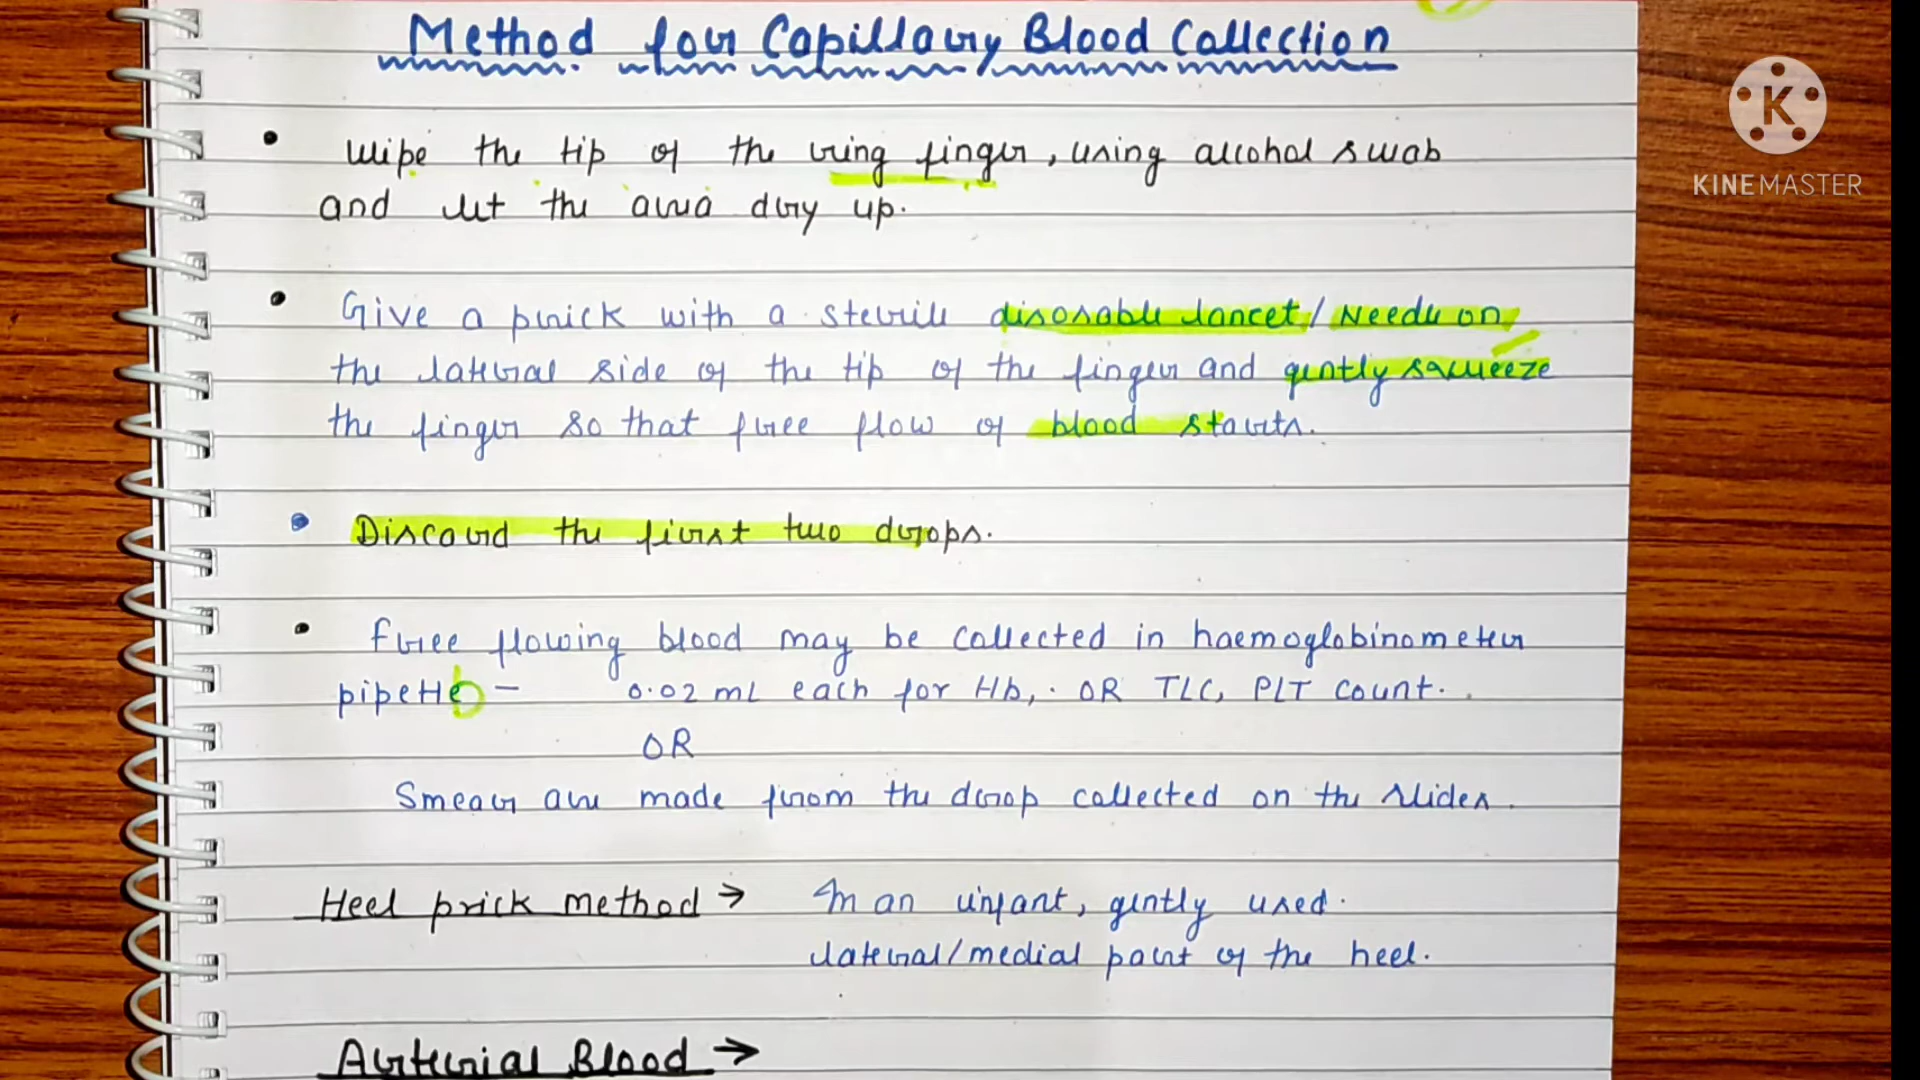 Method for Capillary Blood Collection
• Wipe the tip of the ring finger, using alcohol swab
and let the area dry up.
• Give a prick with a sterile disosable lancet / Needle on
the lateral side of the tip of the finger and gently squeeze
the finger so that free flow of blood starts.
• Discard the first two drops.
• Free flowing blood may be collected in haemoglobinometer
pipette - 0.02 mL each for Hb, OR TLC, PLT count.
OR
Smear are made from the drop collected on the slides.
Heel prick method → In an infant, gently used.
lateral/medial part of the heel.
Arterial Blood →
K
KINEMASTER